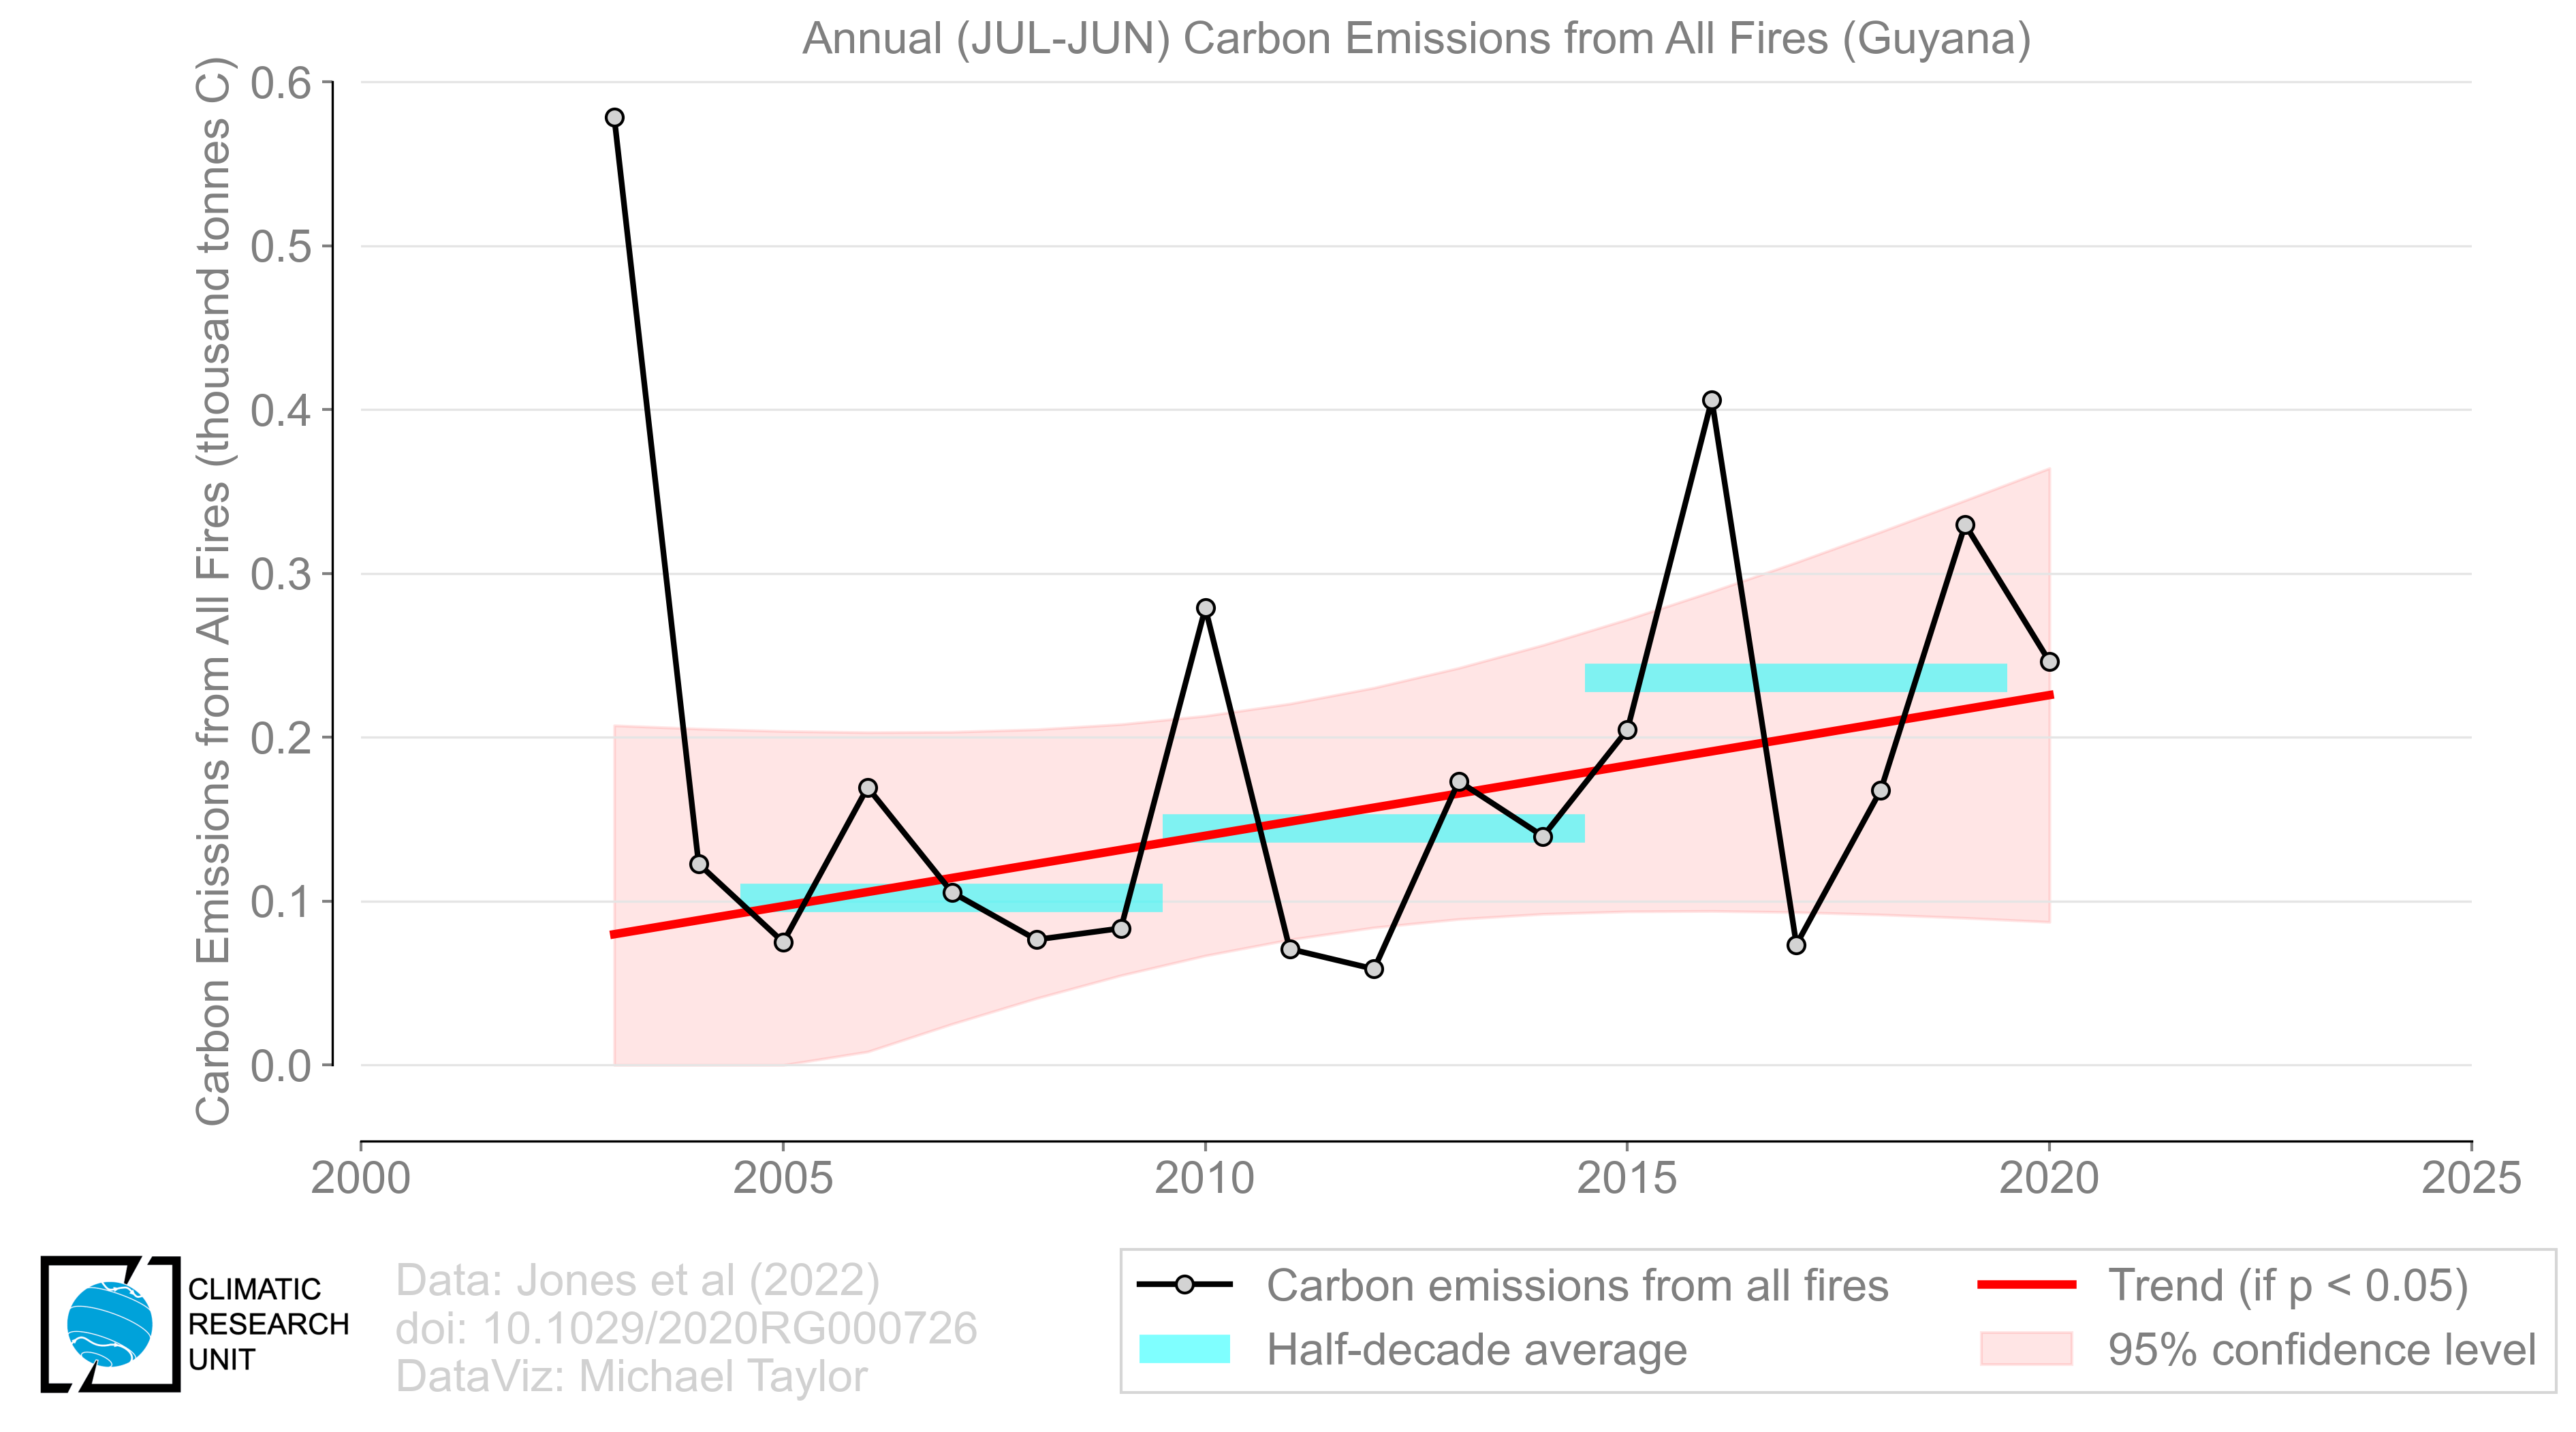 Annual (JUL-JUN) Carbon Emissions from All Fires (Guyana)
Carbon Emissions from All Fires (thousand tonnes C)
0.6
0.5
0.4
0.3
0.2
0.1
0.0
2000 2005 2010 2015 2020 2025
CLIMATIC
RESEARCH
UNIT
Data: Jones et al (2022)
doi: 10.1029/2020RG000726
DataViz: Michael Taylor
Carbon emissions from all fires
Half-decade average
Trend (if p < 0.05)
95% confidence level